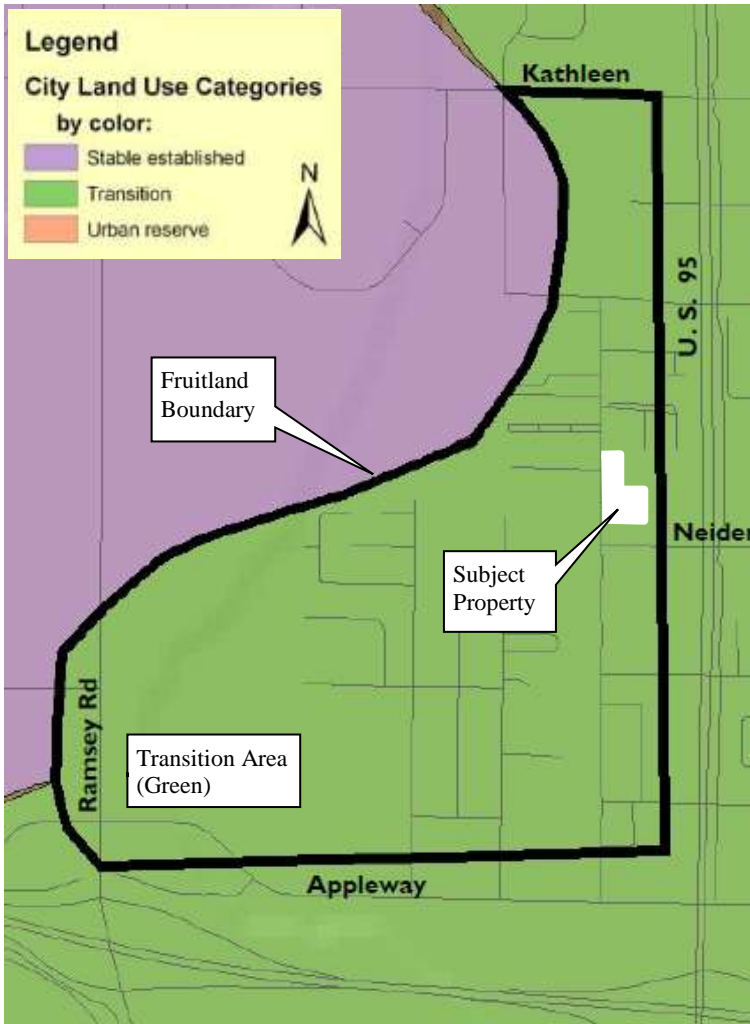 Legend
City Land Use Categories
by color:
Stable established
Transition
Urban reserve
N
Kathleen
U. S. 95
Fruitland
Boundary
Neider
Subject
Property
Ramsey Rd
Transition Area
(Green)
Appleway